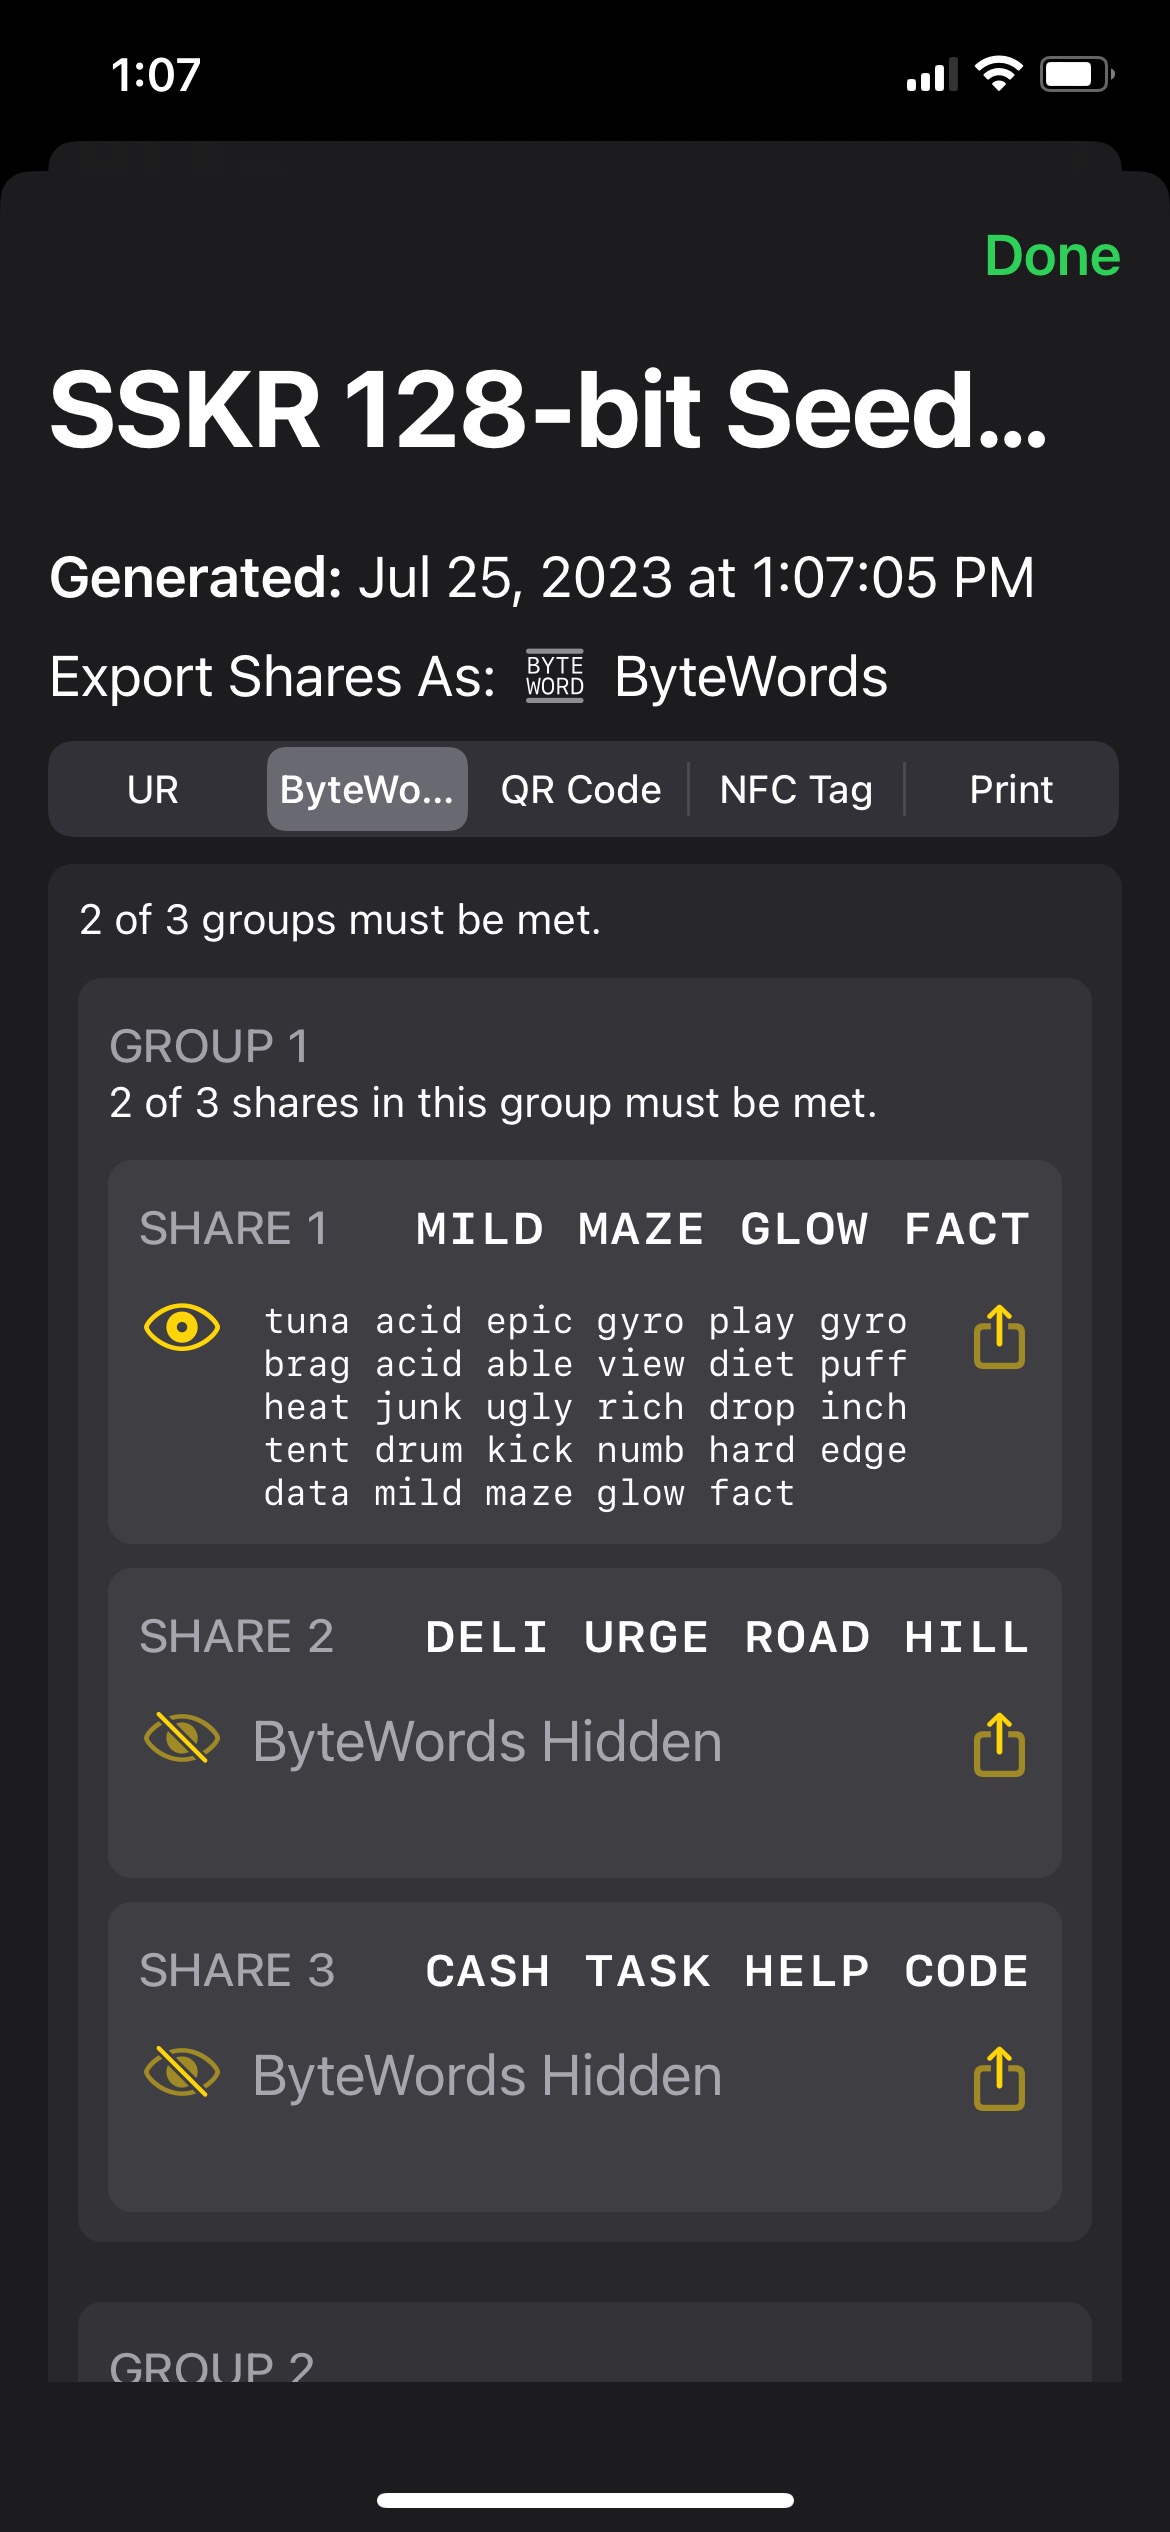 1:07
Done
SSKR 128-bit Seed...
Generated: Jul 25, 2023 at 1:07:05 PM
Export Shares As: BYTE WORD ByteWords
UR ByteWo... QR Code NFC Tag Print
2 of 3 groups must be met.
GROUP 1
2 of 3 shares in this group must be met.
SHARE 1 MILD MAZE GLOW FACT
tuna acid epic gyro play gyro
brag acid able view diet puff
heat junk ugly rich drop inch
tent drum kick numb hard edge
data mild maze glow fact
SHARE 2 DELI URGE ROAD HILL
ByteWords Hidden
SHARE 3 CASH TASK HELP CODE
ByteWords Hidden
GROUP 2